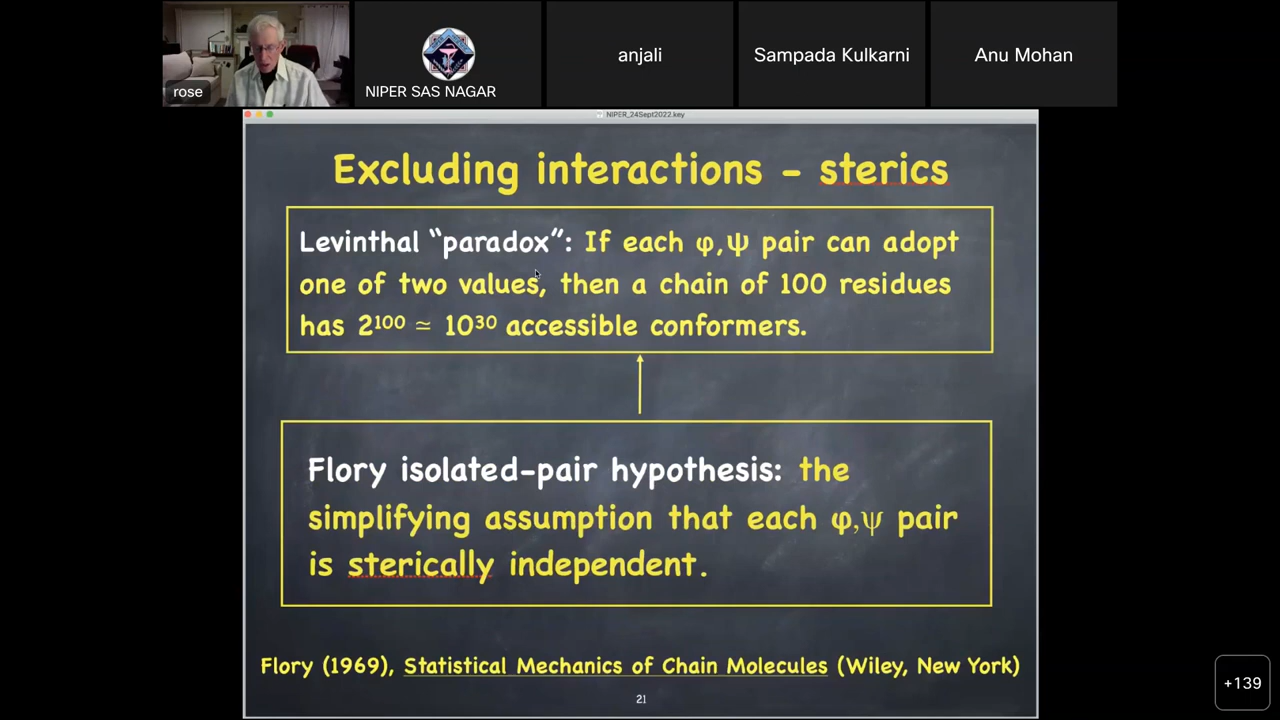 rose
NIPER SAS NAGAR
anjali
Sampada Kulkarni
Anu Mohan
NIPER_24Sept2022.key
Excluding interactions - sterics
Levinthal “paradox”: If each φ,ψ pair can adopt
one of two values, then a chain of 100 residues
has 2¹⁰⁰ ≃ 10³⁰ accessible conformers.
Flory isolated-pair hypothesis: the
simplifying assumption that each φ,ψ pair
is sterically independent.
Flory (1969), Statistical Mechanics of Chain Molecules (Wiley, New York)
21
+139